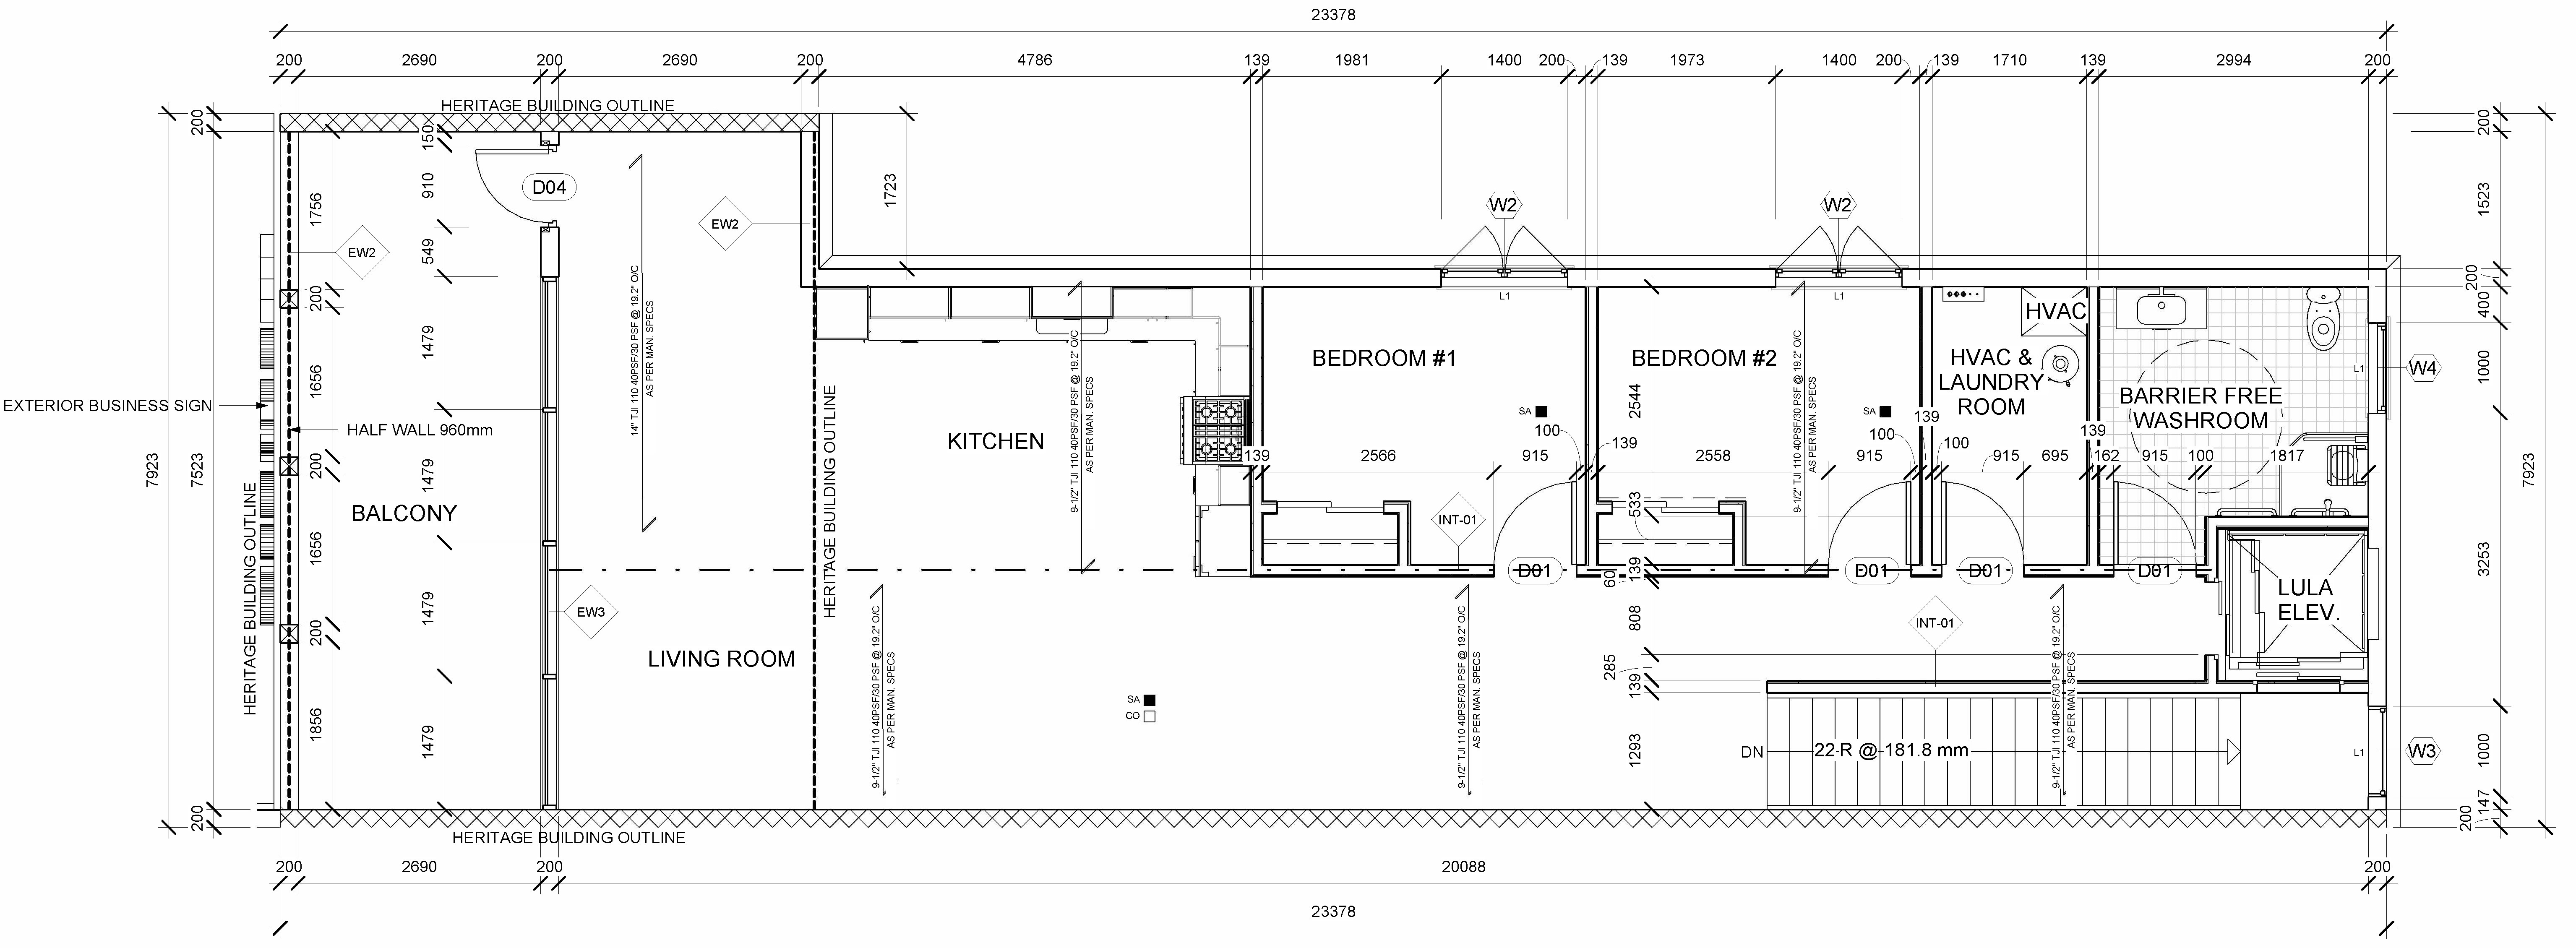 23378
200
2690
200
2690
200
4786
139
1981
1400
200
139
1973
1400
200
139
1710
139
2994
200
HERITAGE BUILDING OUTLINE
200
150
910
549
1756
D04
EW2
EW2
1723
W2
W2
L1
L1
200
1523
200
400
1000
7923
3253
1000
147
200
7923
7523
200
200
1479
1656
200
1479
1656
1479
200
1856
1479
EXTERIOR BUSINESS SIGN
HALF WALL 960mm
BALCONY
HERITAGE BUILDING OUTLINE
14" TJI 110 40PSF/30 PSF @ 19.2" O/C
AS PER MAN. SPECS
EW3
LIVING ROOM
HERITAGE BUILDING OUTLINE
KITCHEN
9-1/2" TJI 110 40PSF/30 PSF @ 19.2" O/C
AS PER MAN. SPECS
BEDROOM #1
SA
BEDROOM #2
SA
9-1/2" TJI 110 40PSF/30 PSF @ 19.2" O/C
AS PER MAN. SPECS
HVAC
HVAC &
LAUNDRY
ROOM
BARRIER FREE
WASHROOM
L1
W4
139
2566
915
100
139
2558
915
100
139
100
915
695
139
162
915
100
1817
2544
533
139
60
808
285
139
1293
INT-01
D01
D01
D01
D01
INT-01
LULA
ELEV.
9-1/2" TJI 110 40PSF/30 PSF @ 19.2" O/C
AS PER MAN. SPECS
SA
CO
9-1/2" TJI 110 40PSF/30 PSF @ 19.2" O/C
AS PER MAN. SPECS
9-1/2" TJI 110 40PSF/30 PSF @ 19.2" O/C
AS PER MAN. SPECS
DN
22 R @ 181.8 mm
L1
W3
HERITAGE BUILDING OUTLINE
200
2690
200
20088
200
23378